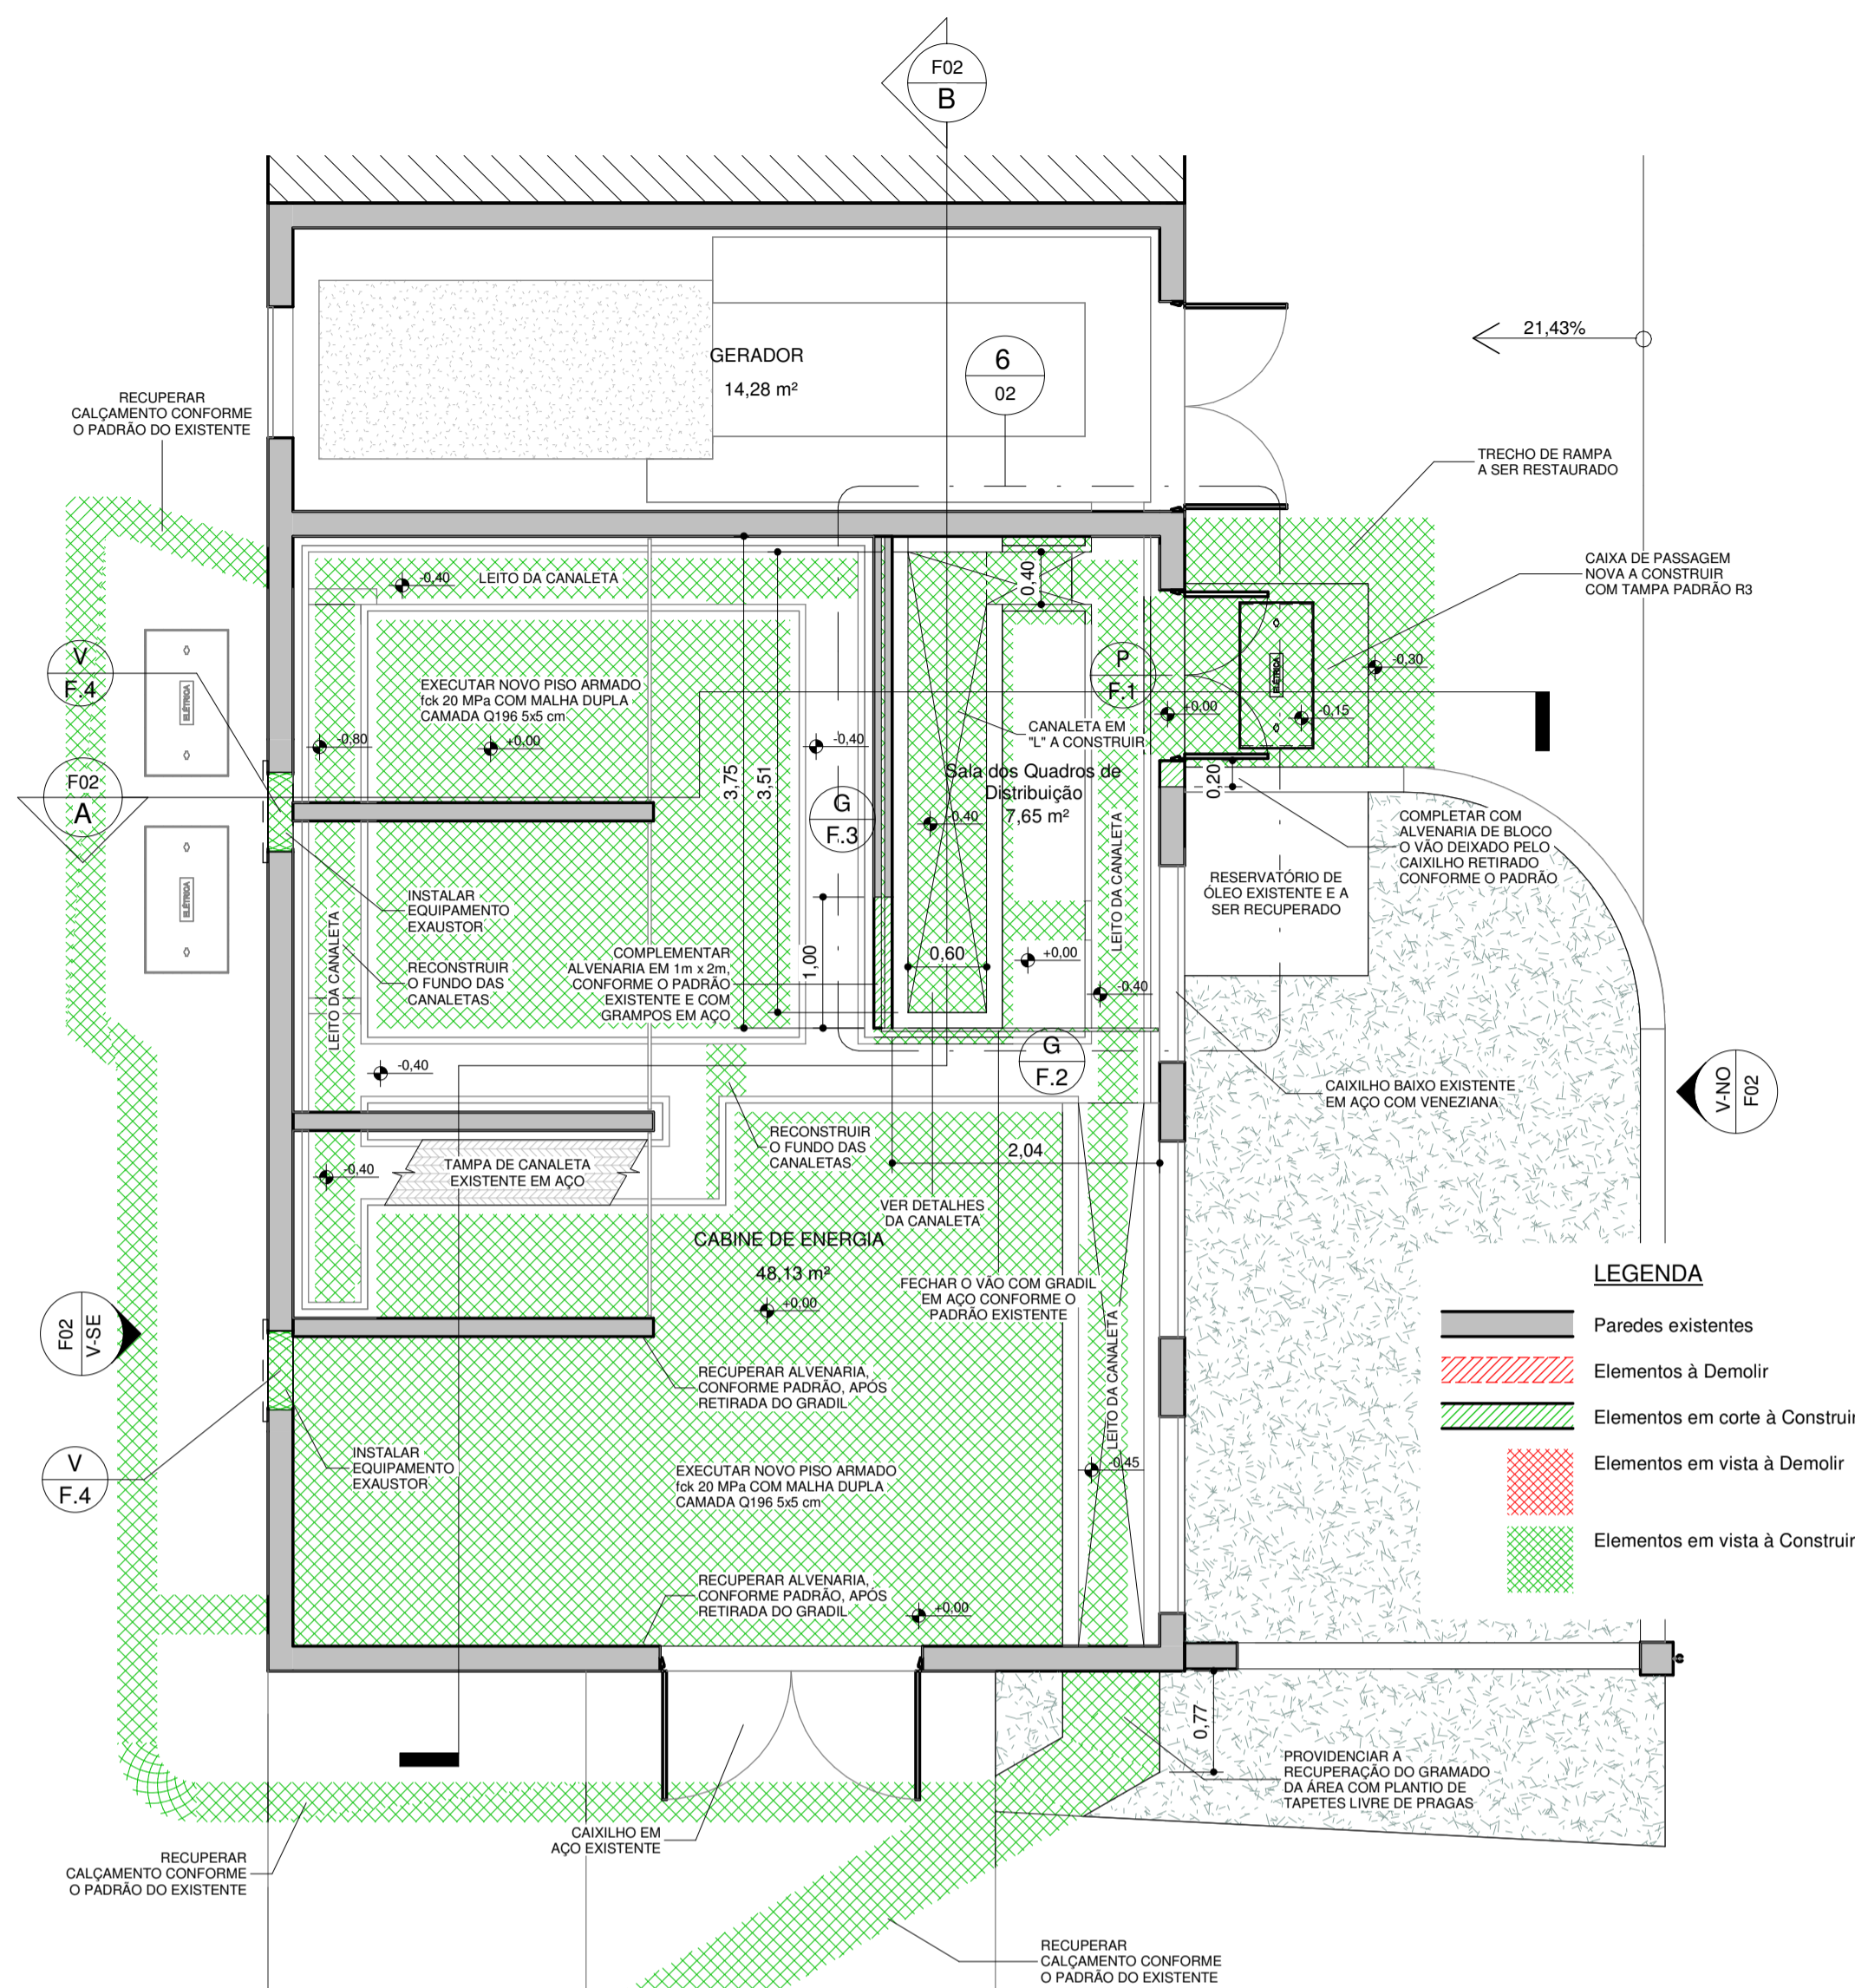 F02
B
GERADOR
14,28 m²
6
02
21,43%
RECUPERAR
CALÇAMENTO CONFORME
O PADRÃO DO EXISTENTE
TRECHO DE RAMPA
A SER RESTAURADO
CAIXA DE PASSAGEM
NOVA A CONSTRUIR
COM TAMPA PADRÃO R3
-0,40
LEITO DA CANALETA
0,40
V
F.4
ELÉTRICA
P
F.1
ELÉTRICA
-0,30
EXECUTAR NOVO PISO ARMADO
fck 20 MPa COM MALHA DUPLA
CAMADA Q196 5x5 cm
+0,00
-0,15
-0,80
+0,00
-0,40
CANALETA EM
"L" A CONSTRUIR
3,75
3,51
Sala dos Quadros de
Distribuição
7,65 m²
0,20
F02
A
G
F.3
-0,40
COMPLETAR COM
ALVENARIA DE BLOCO
O VÃO DEIXADO PELO
CAIXILHO RETIRADO
CONFORME O PADRÃO
ELÉTRICA
INSTALAR
EQUIPAMENTO
EXAUSTOR
RESERVATÓRIO DE
ÓLEO EXISTENTE E A
SER RECUPERADO
LEITO DA CANALETA
LEITO DA CANALETA
RECONSTRUIR
O FUNDO DAS
CANALETAS
COMPLEMENTAR
ALVENARIA EM 1m x 2m,
CONFORME O PADRÃO
EXISTENTE E COM
GRAMPOS EM AÇO
1,00
0,60
+0,00
-0,40
-0,40
G
F.2
CAIXILHO BAIXO EXISTENTE
EM AÇO COM VENEZIANA
V-NO
F02
RECONSTRUIR
O FUNDO DAS
CANALETAS
2,04
-0,40
TAMPA DE CANALETA
EXISTENTE EM AÇO
VER DETALHES
DA CANALETA
CABINE DE ENERGIA
48,13 m²
+0,00
FECHAR O VÃO COM GRADIL
EM AÇO CONFORME O
PADRÃO EXISTENTE
LEGENDA
Paredes existentes
Elementos à Demolir
Elementos em corte à Construir
Elementos em vista à Demolir
Elementos em vista à Construir
F02
V-SE
LEITO DA CANALETA
RECUPERAR ALVENARIA,
CONFORME PADRÃO, APÓS
RETIRADA DO GRADIL
V
F.4
INSTALAR
EQUIPAMENTO
EXAUSTOR
EXECUTAR NOVO PISO ARMADO
fck 20 MPa COM MALHA DUPLA
CAMADA Q196 5x5 cm
-0,45
RECUPERAR ALVENARIA,
CONFORME PADRÃO, APÓS
RETIRADA DO GRADIL
+0,00
0,77
PROVIDENCIAR A
RECUPERAÇÃO DO GRAMADO
DA ÁREA COM PLANTIO DE
TAPETES LIVRE DE PRAGAS
CAIXILHO EM
AÇO EXISTENTE
RECUPERAR
CALÇAMENTO CONFORME
O PADRÃO DO EXISTENTE
RECUPERAR
CALÇAMENTO CONFORME
O PADRÃO DO EXISTENTE